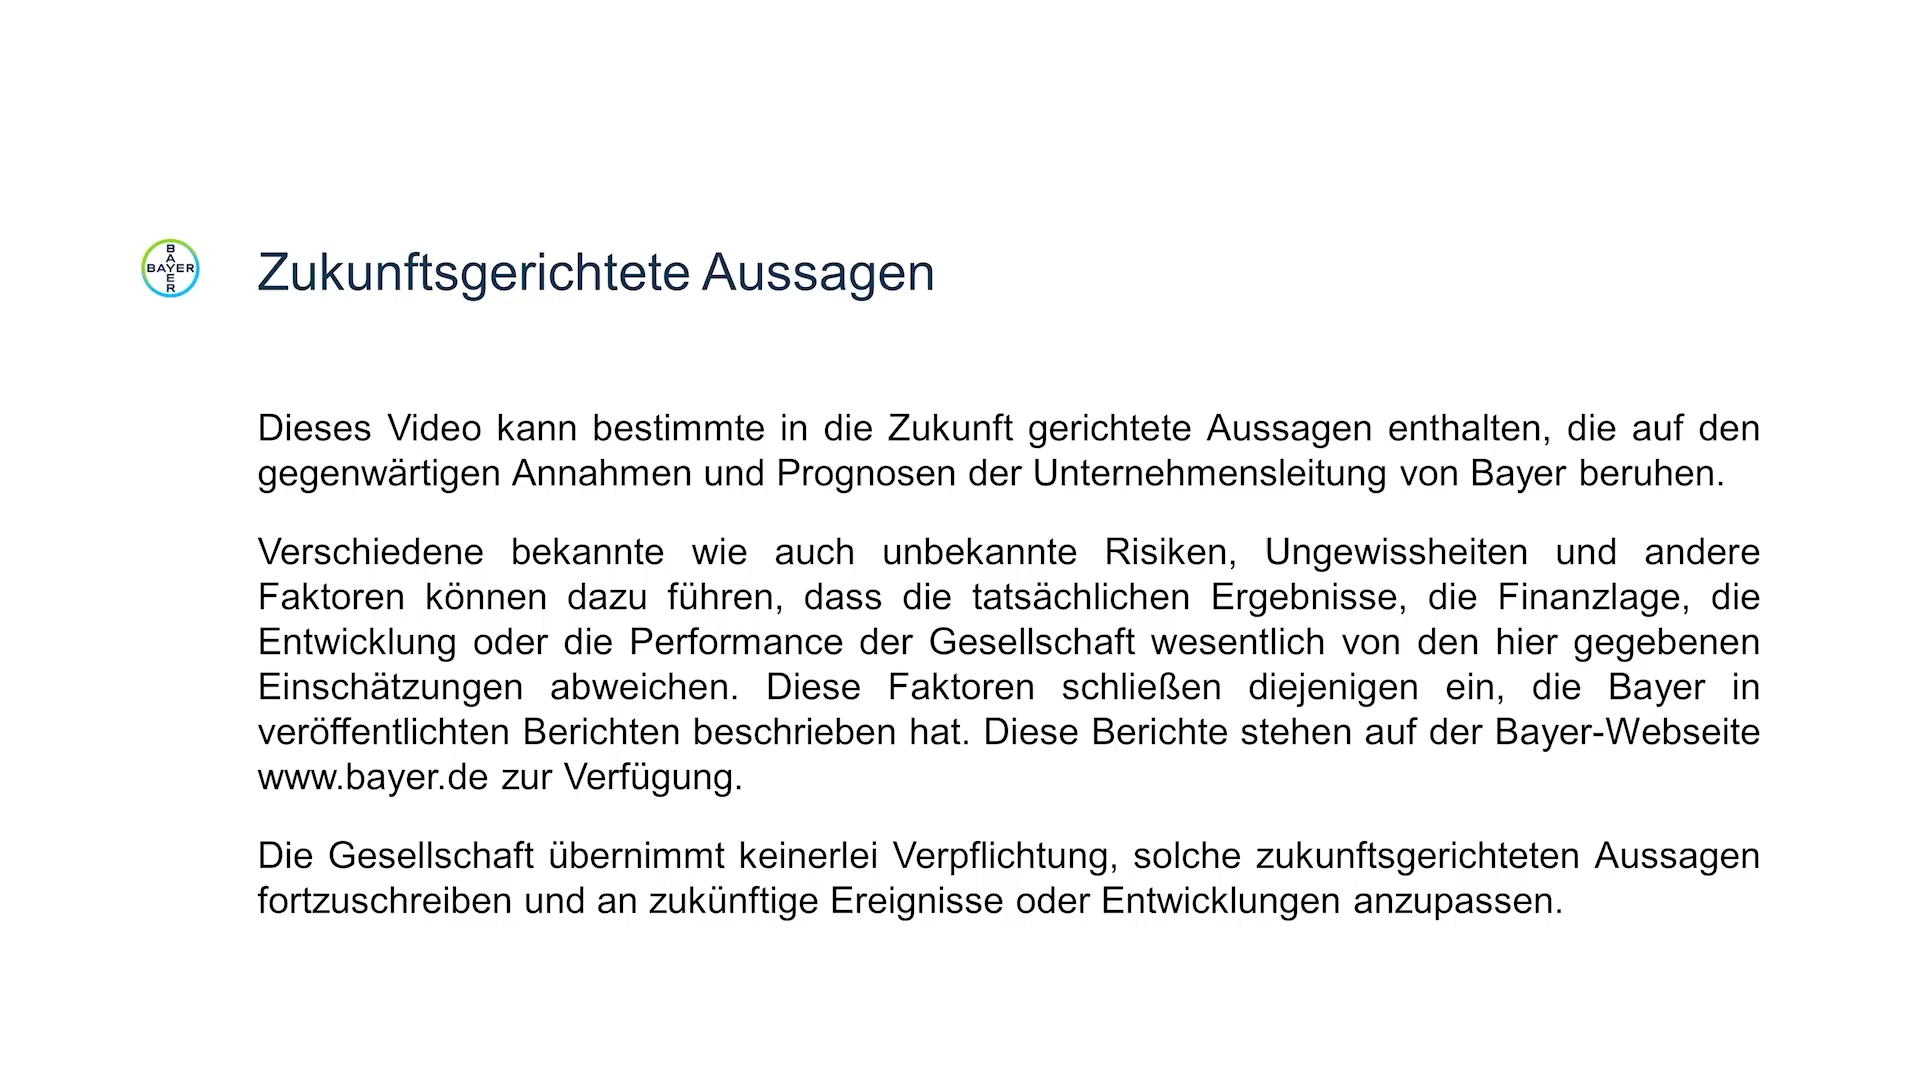 BAYER
BAYER
Zukunftsgerichtete Aussagen
Dieses Video kann bestimmte in die Zukunft gerichtete Aussagen enthalten, die auf den
gegenwärtigen Annahmen und Prognosen der Unternehmensleitung von Bayer beruhen.
Verschiedene bekannte wie auch unbekannte Risiken, Ungewissheiten und andere
Faktoren können dazu führen, dass die tatsächlichen Ergebnisse, die Finanzlage, die
Entwicklung oder die Performance der Gesellschaft wesentlich von den hier gegebenen
Einschätzungen abweichen. Diese Faktoren schließen diejenigen ein, die Bayer in
veröffentlichten Berichten beschrieben hat. Diese Berichte stehen auf der Bayer-Webseite
www.bayer.de zur Verfügung.
Die Gesellschaft übernimmt keinerlei Verpflichtung, solche zukunftsgerichteten Aussagen
fortzuschreiben und an zukünftige Ereignisse oder Entwicklungen anzupassen.